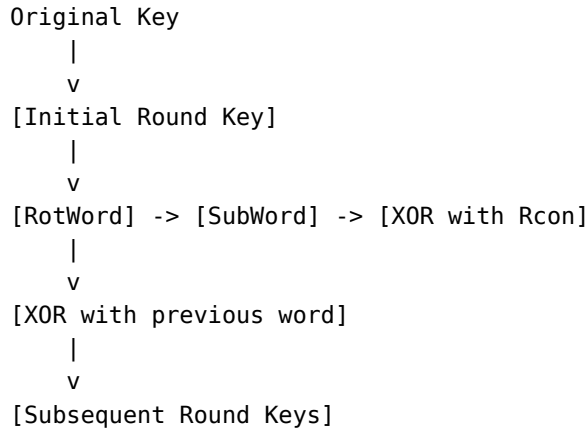 Original Key
|
v
[Initial Round Key]
|
v
[RotWord] -> [SubWord] -> [XOR with Rcon]
|
v
[XOR with previous word]
|
v
[Subsequent Round Keys]